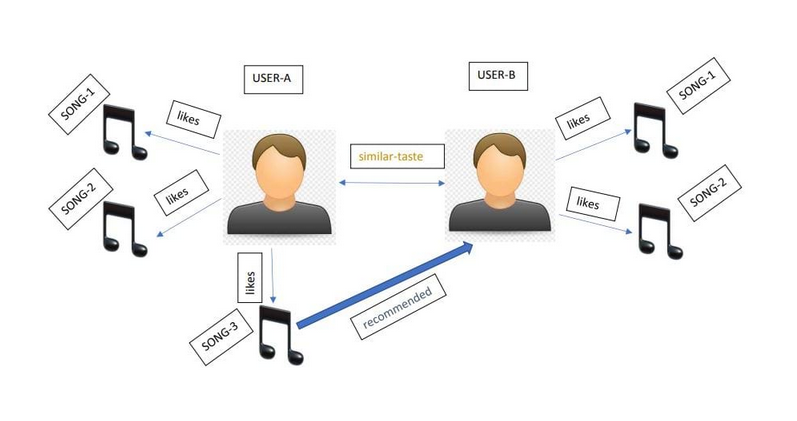 USER-A
USER-B
SONG-1
likes
likes
SONG-1
similar-taste
SONG-2
likes
likes
SONG-2
likes
SONG-3
recommended